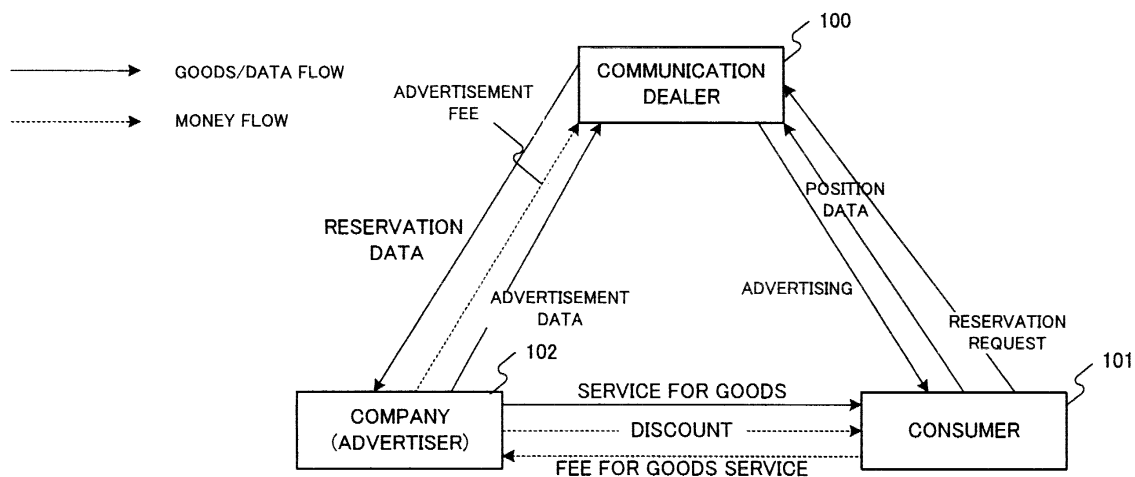 100
GOODS/DATA FLOW
MONEY FLOW
COMMUNICATION
DEALER
ADVERTISEMENT
FEE
POSITION
DATA
RESERVATION
DATA
ADVERTISING
ADVERTISEMENT
DATA
RESERVATION
REQUEST
102
101
COMPANY
(ADVERTISER)
SERVICE FOR GOODS
DISCOUNT
FEE FOR GOODS SERVICE
CONSUMER